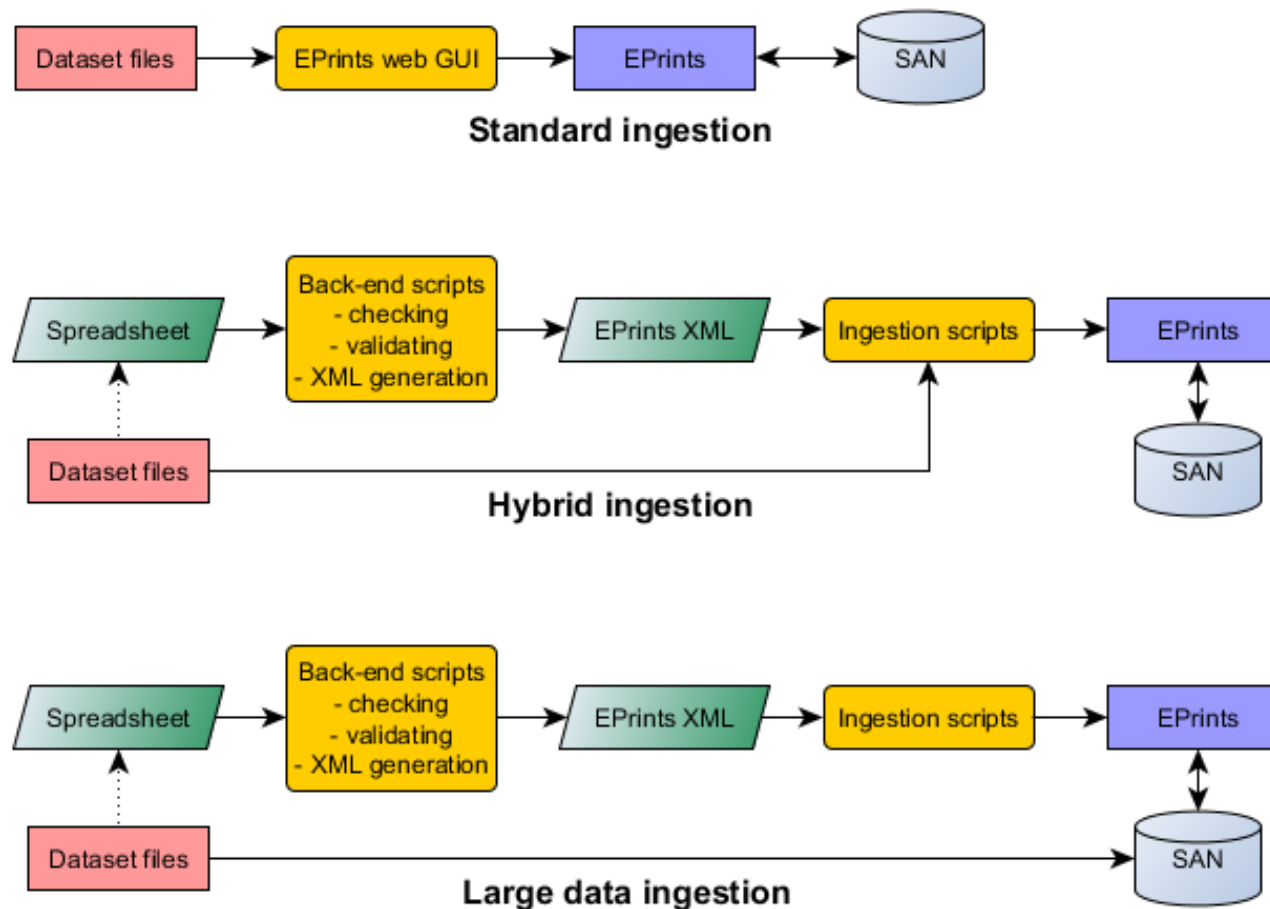 Dataset files
EPrints web GUI
EPrints
SAN
Standard ingestion
Spreadsheet
Back-end scripts
- checking
- validating
- XML generation
EPrints XML
Ingestion scripts
EPrints
Dataset files
SAN
Hybrid ingestion
Spreadsheet
Back-end scripts
- checking
- validating
- XML generation
EPrints XML
Ingestion scripts
EPrints
Dataset files
SAN
Large data ingestion